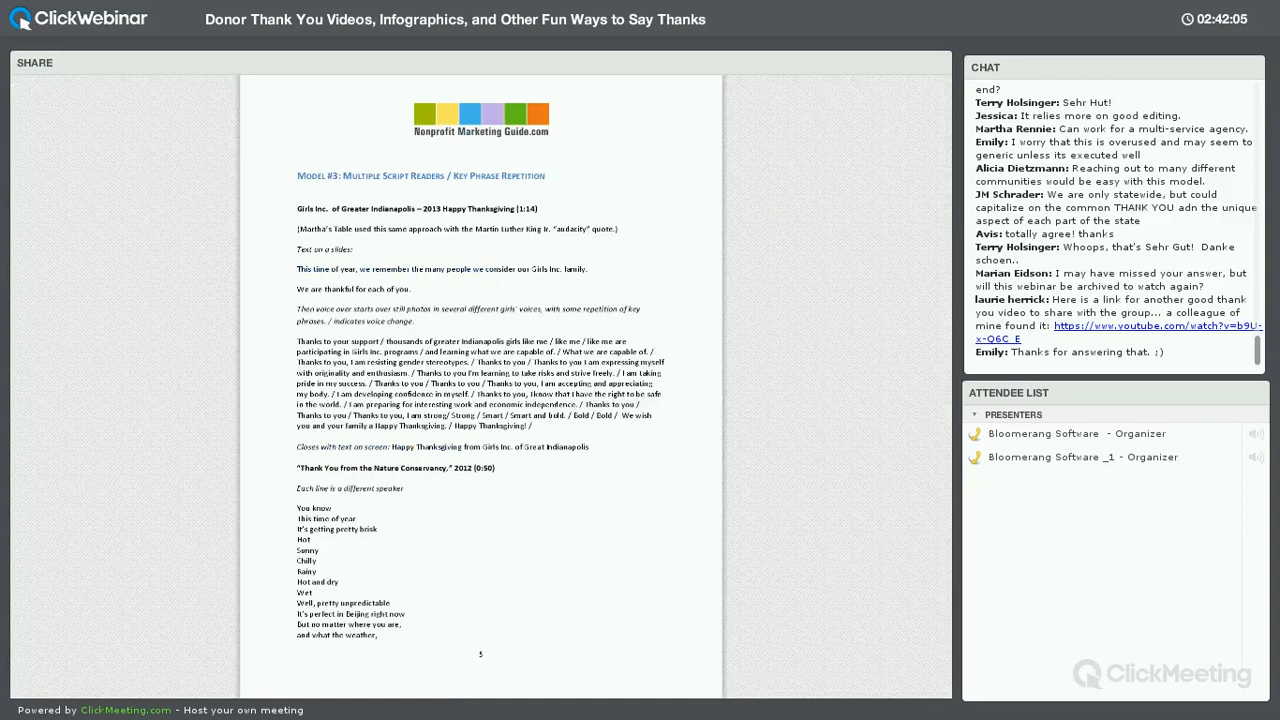 ClickWebinar
Donor Thank You Videos, Infographics, and Other Fun Ways to Say Thanks
02:42:05
SHARE
Nonprofit Marketing Guide.com
MODEL #3: MULTIPLE SCRIPT READERS / KEY PHRASE REPETITION
Girls Inc. of Greater Indianapolis – 2013 Happy Thanksgiving (1:14)
(Martha's Table used this same approach with the Martin Luther King Jr. "audacity" quote.)
Text on a slides:
This time of year, we remember the many people we consider our Girls Inc. family.
We are thankful for each of you.
Then voice over starts over still photos in several different girls' voices, with some repetition of key
phrases. / indicates voice change.
Thanks to your support / thousands of greater Indianapolis girls like me / like me / like me are
participating in Girls Inc. programs / and learning what we are capable of. / What we are capable of. /
Thanks to you, I am resisting gender stereotypes. / Thanks to you / Thanks to you I am expressing myself
with originality and enthusiasm. / Thanks to you I'm learning to take risks and strive freely. / I am taking
pride in my success. / Thanks to you / Thanks to you / Thanks to you, I am accepting and appreciating
my body. / I am developing confidence in myself. / Thanks to you, I know that I have the right to be safe
in the world. / I am preparing for interesting work and economic independence. / Thanks to you /
Thanks to you / Thanks to you, I am strong/ Strong / Smart / Smart and bold. / Bold / Bold / We wish
you and your family a Happy Thanksgiving. / Happy Thanksgiving! /
Closes with text on screen: Happy Thanksgiving from Girls Inc. of Great Indianapolis
"Thank You from the Nature Conservancy," 2012 (0:50)
Each line is a different speaker
You know
This time of year
It's getting pretty brisk
Hot
Sunny
Chilly
Rainy
Hot and dry
Wet
Well, pretty unpredictable
It's perfect in Beijing right now
But no matter where you are,
and what the weather,
5
CHAT
end?
Terry Holsinger: Sehr Hut!
Jessica: It relies more on good editing.
Martha Rennie: Can work for a multi-service agency.
Emily: I worry that this is overused and may seem to
generic unless its executed well
Alicia Dietzmann: Reaching out to many different
communities would be easy with this model.
JM Schrader: We are only statewide, but could
capitalize on the common THANK YOU adn the unique
aspect of each part of the state
Avis: totally agree! thanks
Terry Holsinger: Whoops, that's Sehr Gut! Danke
schoen..
Marian Eidson: I may have missed your answer, but
will this webinar be archived to watch again?
laurie herrick: Here is a link for another good thank
you video to share with the group... a colleague of
mine found it: https://www.youtube.com/watch?v=b9U-
x-Q6C_E
Emily: Thanks for answering that. ;)
ATTENDEE LIST
PRESENTERS
Bloomerang Software - Organizer
Bloomerang Software _1 - Organizer
ClickMeeting
Powered by ClickMeeting.com - Host your own meeting